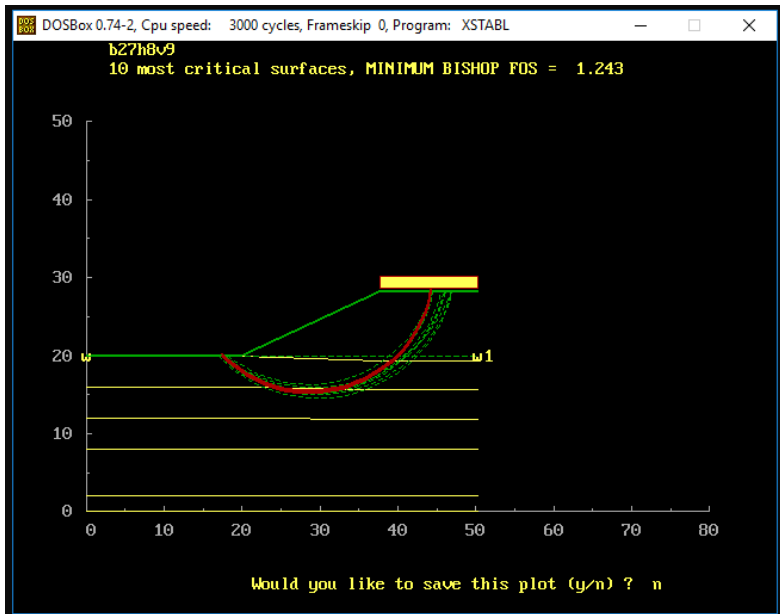 DOSBox 0.74-2, Cpu speed: 3000 cycles, Frameskip 0, Program: XSTABL
b27h8v9
10 most critical surfaces, MINIMUM BISHOP FOS = 1.243
50
40
30
20
w
w1
10
0
0 10 20 30 40 50 60 70 80
Would you like to save this plot (y/n) ? n